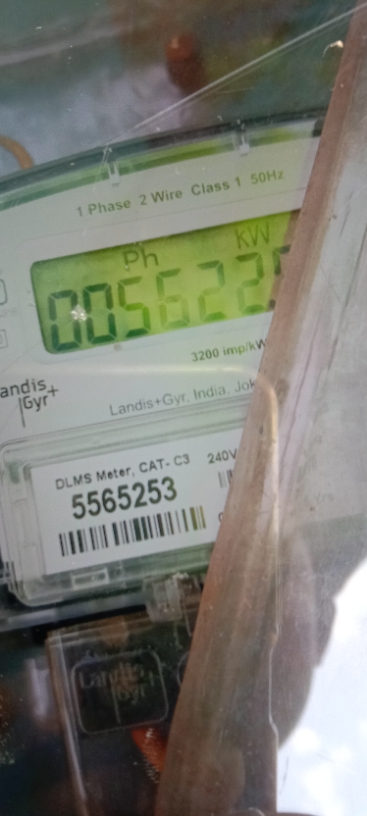 1 Phase 2 Wire Class 1 50Hz
Ph KW
005622
3200 imp/kW
Landis+Gyr, India,
DLMS Meter, CAT- C3 240V
5565253
Landis
Gyr